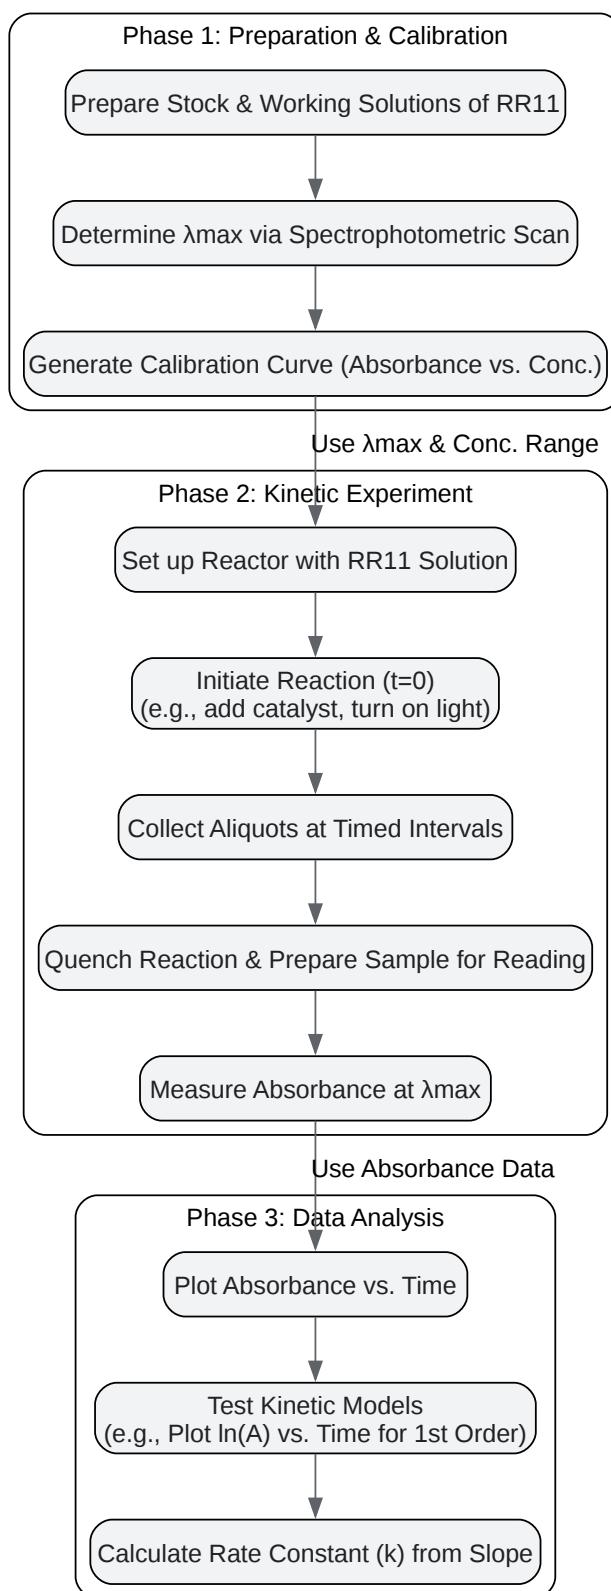 Phase 1: Preparation & Calibration
Prepare Stock & Working Solutions of RR11
Determine λmax via Spectrophotometric Scan
Generate Calibration Curve (Absorbance vs. Conc.)
Use λmax & Conc. Range
Phase 2: Kinetic Experiment
Set up Reactor with RR11 Solution
Initiate Reaction (t=0)
(e.g., add catalyst, turn on light)
Collect Aliquots at Timed Intervals
Quench Reaction & Prepare Sample for Reading
Measure Absorbance at λmax
Use Absorbance Data
Phase 3: Data Analysis
Plot Absorbance vs. Time
Test Kinetic Models
(e.g., Plot ln(A) vs. Time for 1st Order)
Calculate Rate Constant (k) from Slope